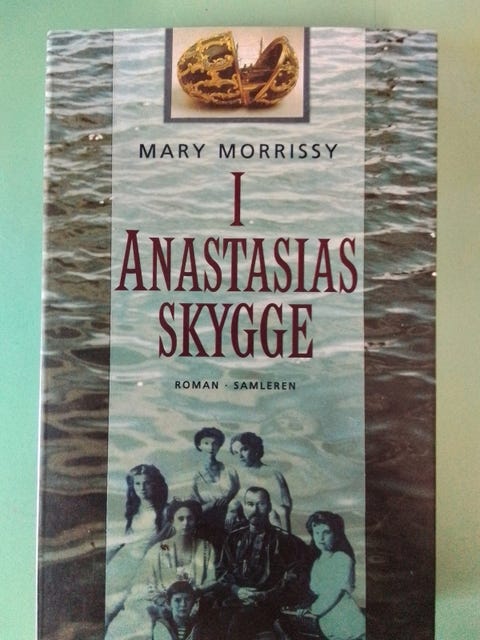 MARY MORRISSY
I
ANASTASIAS
SKYGGE
ROMAN · SAMLEREN